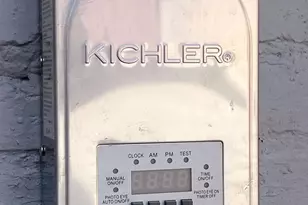 KICHLER®
CLOCK AM PM TEST
MANUAL ON/OFF
TIME ON/OFF
PHOTO EYE AUTO ON/OFF
PHOTO EYE ON TIMER OFF